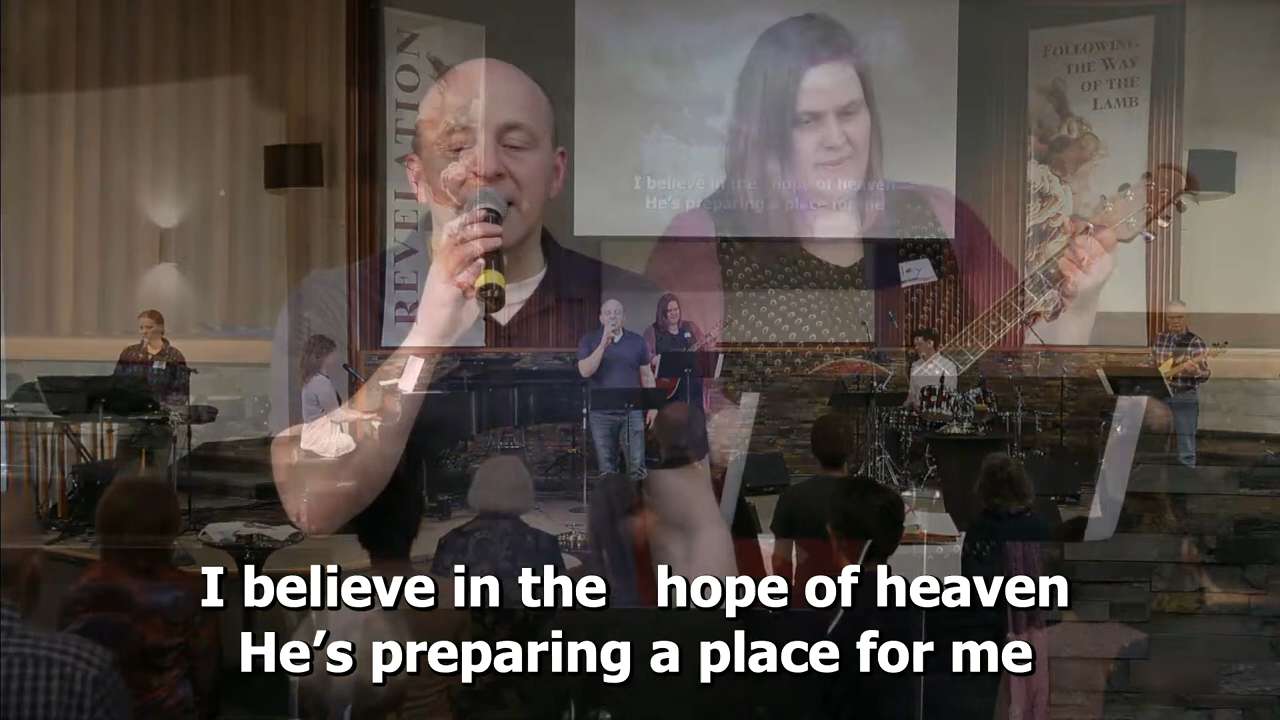 REVELATION
FOLLOWING
THE WAY
OF THE
LAMB
I believe in the hope of heaven
He's preparing a place for me
I believe in the   hope of heaven
He’s preparing a place for me